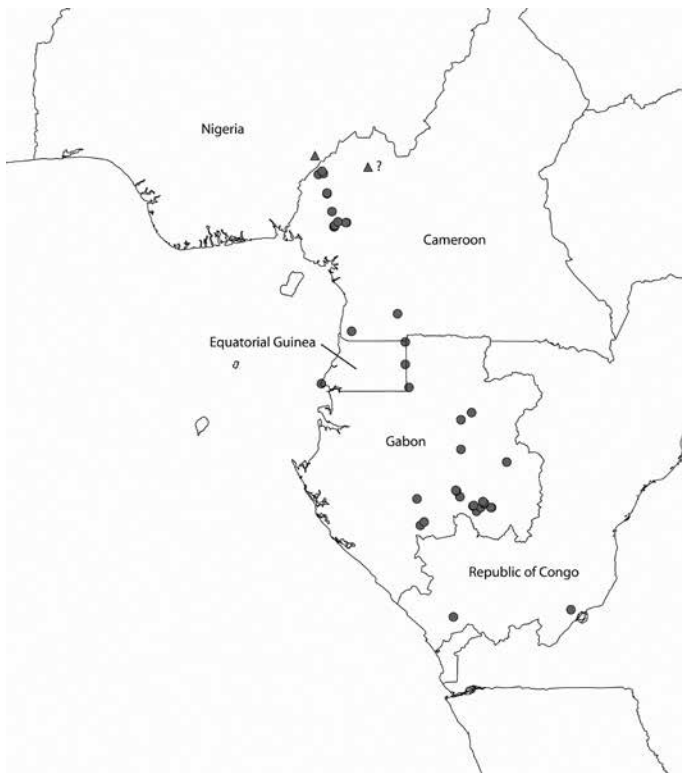 Nigeria
?
Cameroon
Equatorial Guinea
Gabon
Republic of Congo